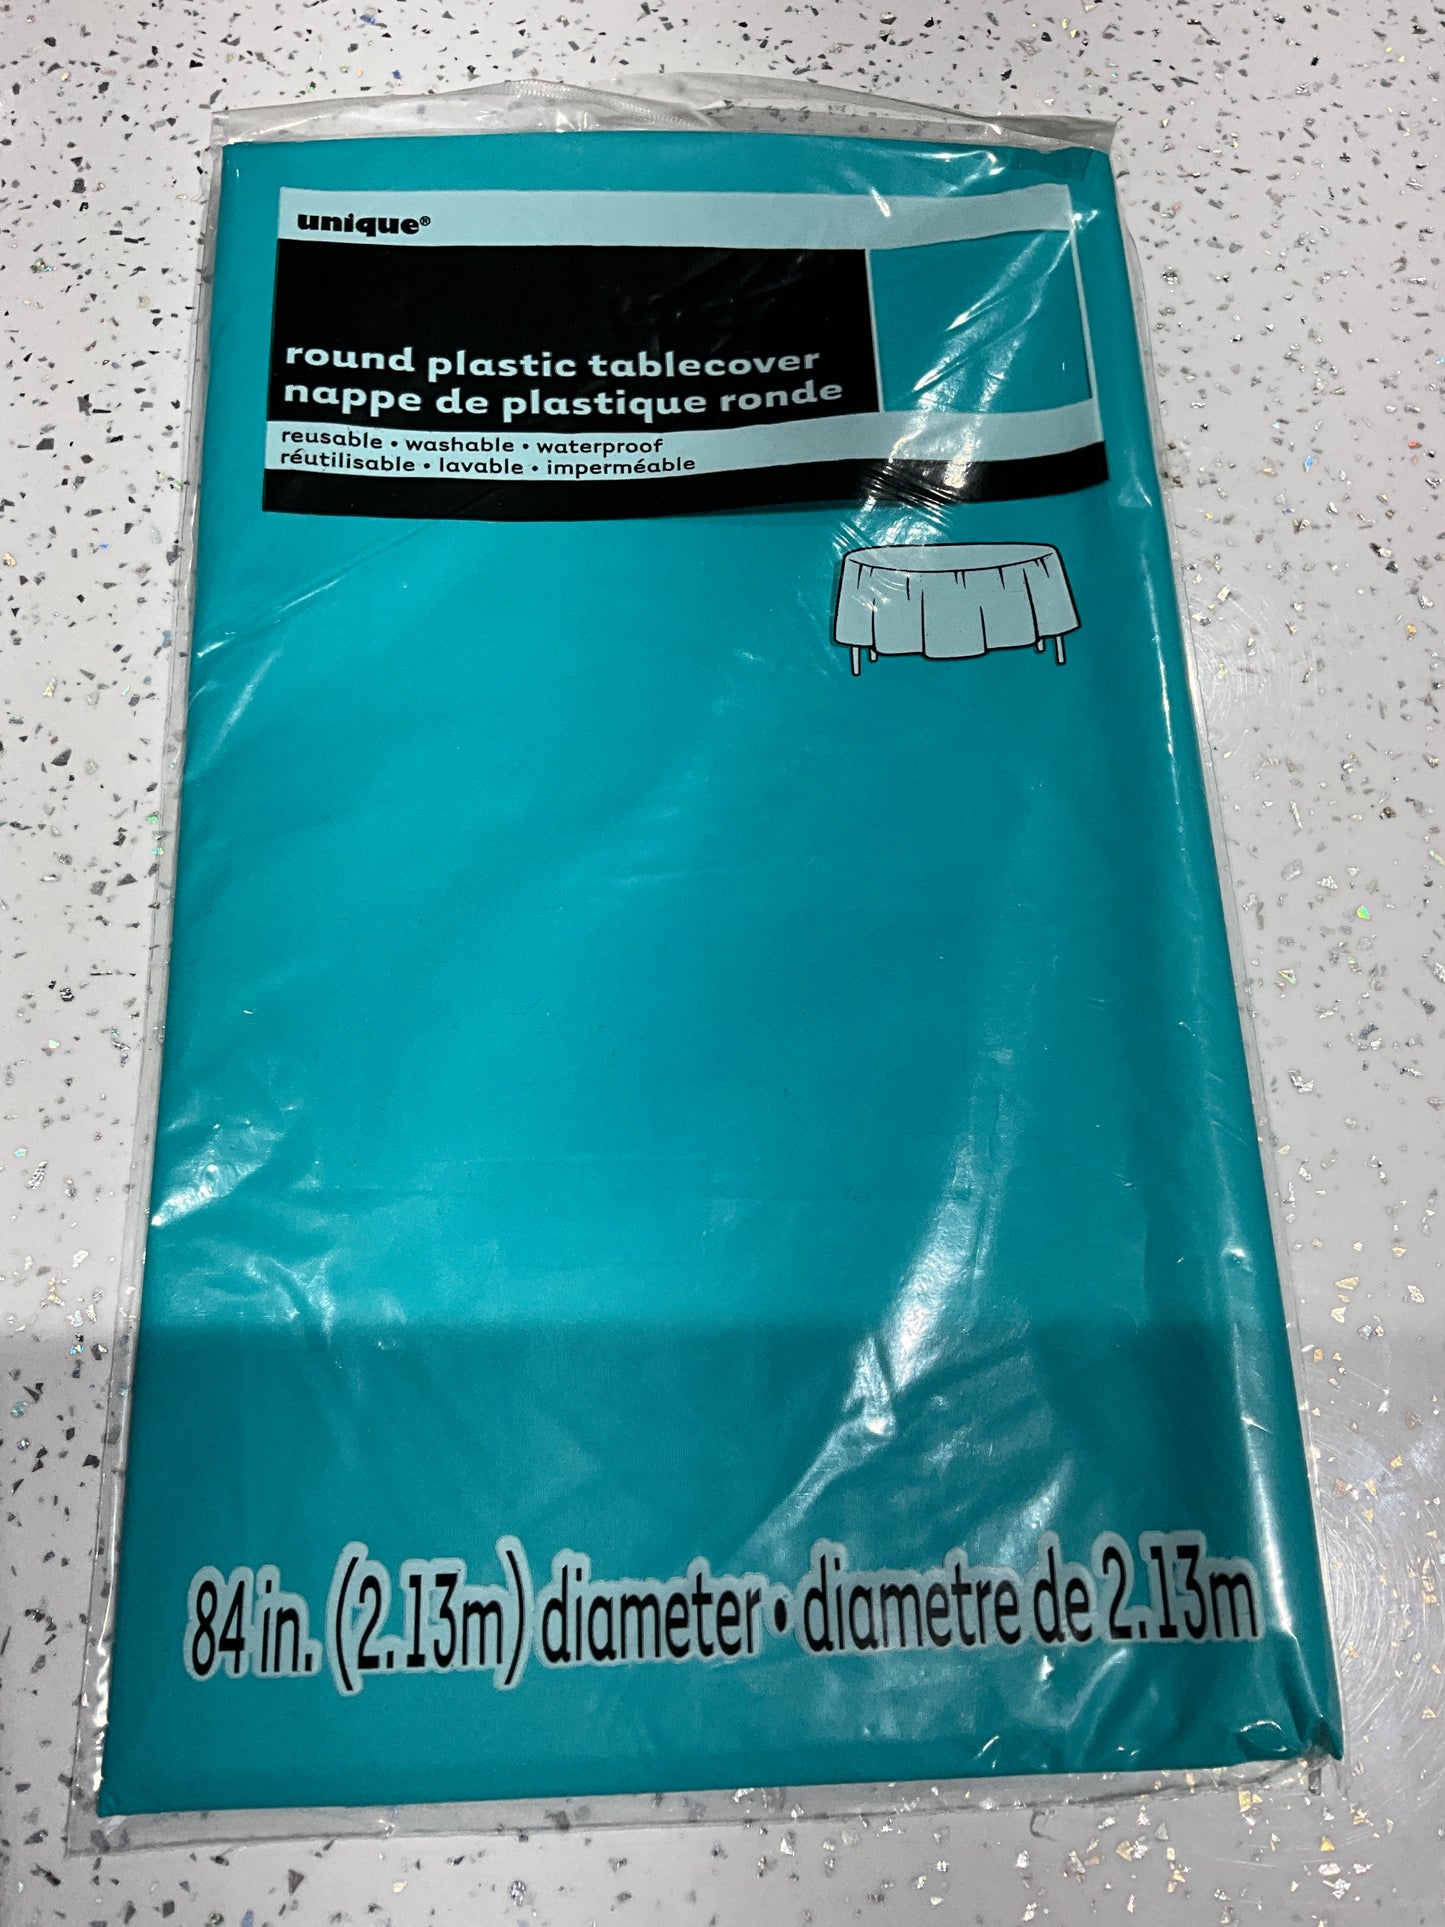 unique®
round plastic tablecover
nappe de plastique ronde
reusable • washable • waterproof
réutilisable • lavable • imperméable
84 in. (2.13m) diameter • diametre de 2.13m